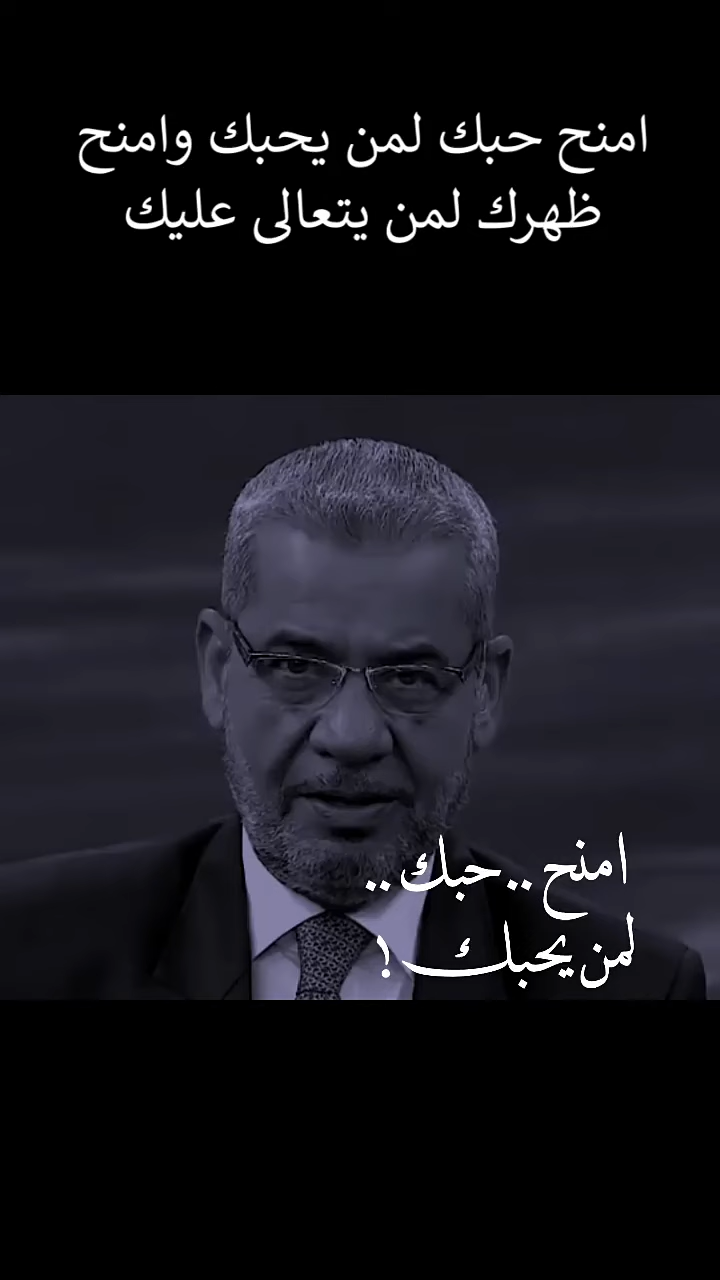 امنح حبك لمن يحبك وامنح
ظهرك لمن يتعالى عليك
امنح..حبك..
لمن يحبك !